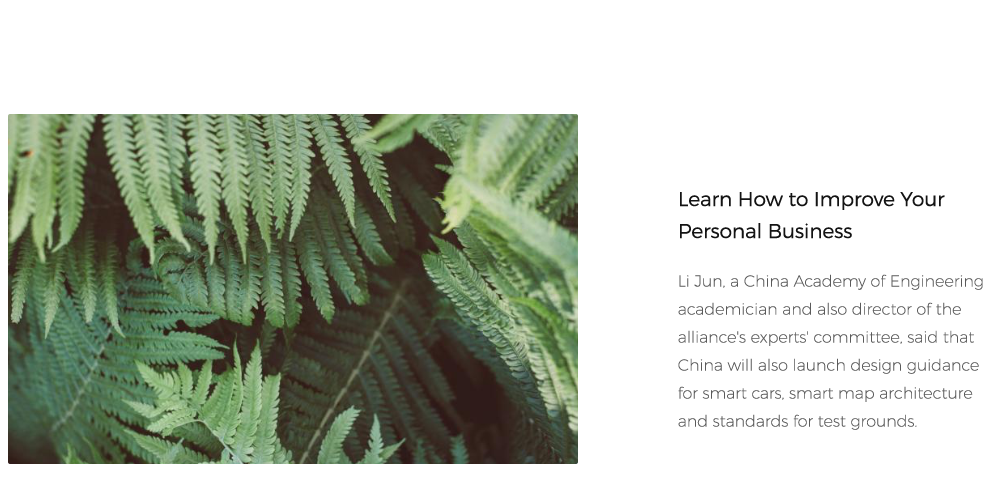 Learn How to Improve Your
Personal Business
Li Jun, a China Academy of Engineering
academician and also director of the
alliance's experts' committee, said that
China will also launch design guidance
for smart cars, smart map architecture
and standards for test grounds.